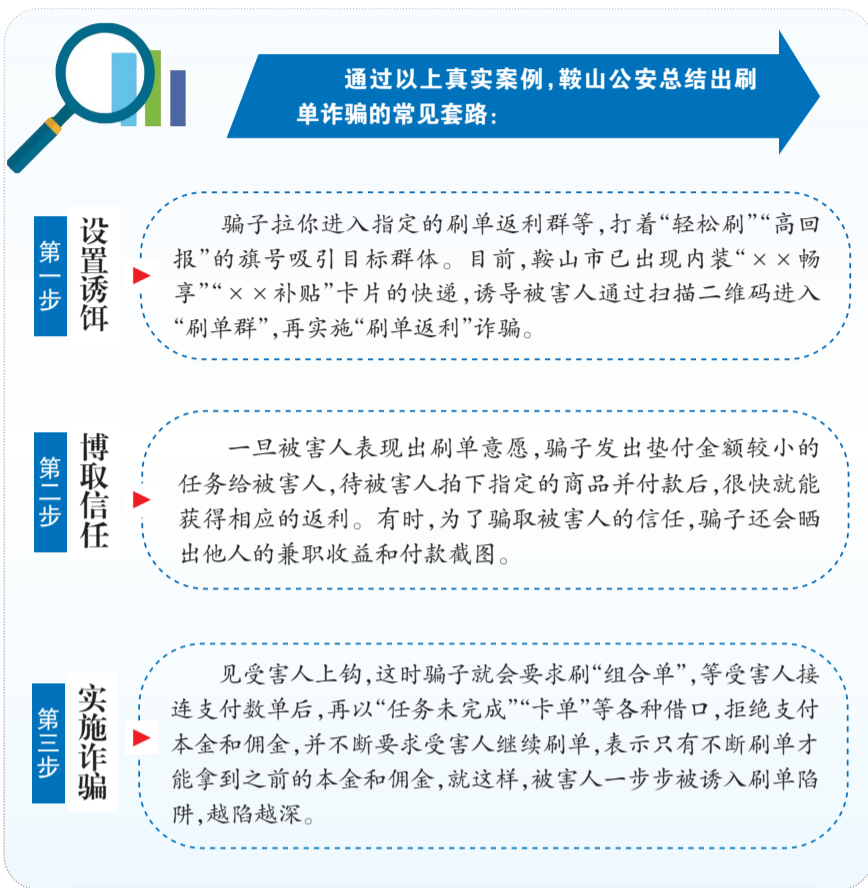 通过以上真实案例,鞍山公安总结出刷
单诈骗的常见套路:
第一步
设置诱饵
骗子拉你进入指定的刷单返利群等,打着“轻松刷”“高回
报”的旗号吸引目标群体。目前,鞍山市已出现内装“××畅
享”“××补贴”卡片的快递,诱导被害人通过扫描二维码进入
“刷单群”,再实施“刷单返利”诈骗。
第二步
博取信任
一旦被害人表现出刷单意愿,骗子发出垫付金额较小的
任务给被害人,待被害人拍下指定的商品并付款后,很快就能
获得相应的返利。有时,为了骗取被害人的信任,骗子还会晒
出他人的兼职收益和付款截图。
第三步
实施诈骗
见受害人上钩,这时骗子就会要求刷“组合单”,等受害人接
连支付数单后,再以“任务未完成”“卡单”等各种借口,拒绝支付
本金和佣金,并不断要求受害人继续刷单,表示只有不断刷单才
能拿到之前的本金和佣金,就这样,被害人一步步被诱入刷单陷
阱,越陷越深。